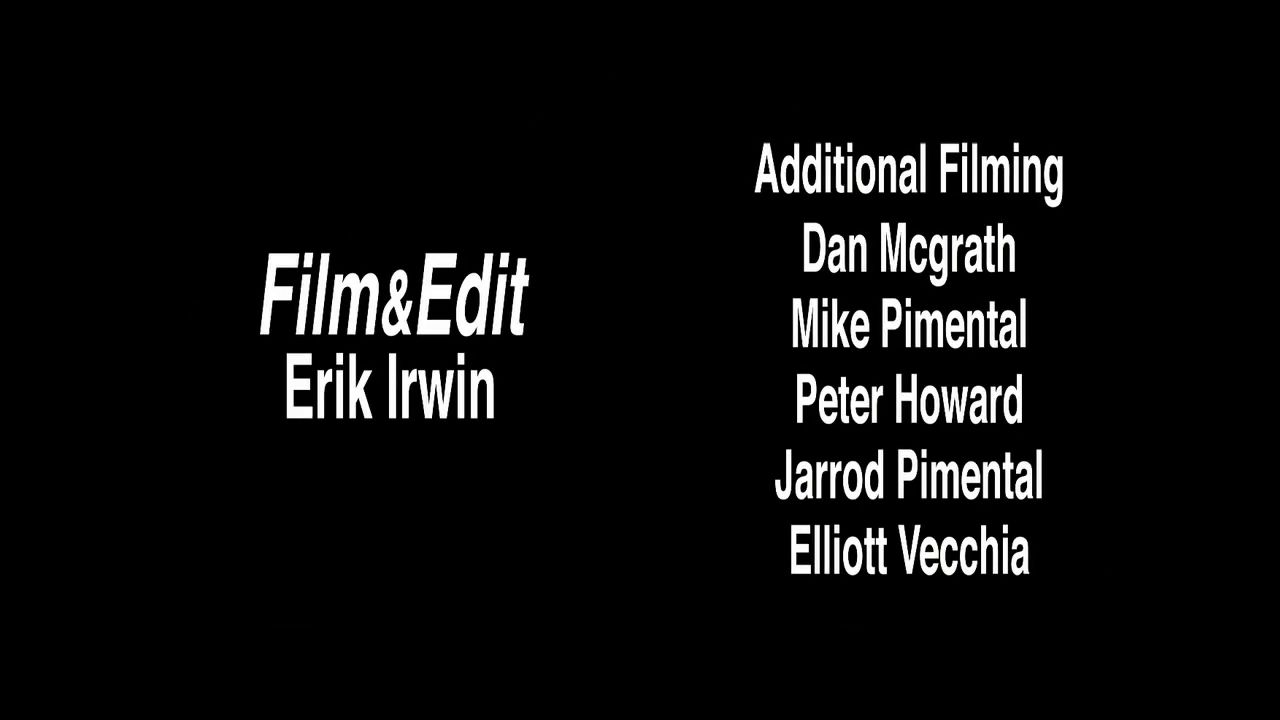 Film&Edit
Erik Irwin
Additional Filming
Dan Mcgrath
Mike Pimental
Peter Howard
Jarrod Pimental
Elliott Vecchia